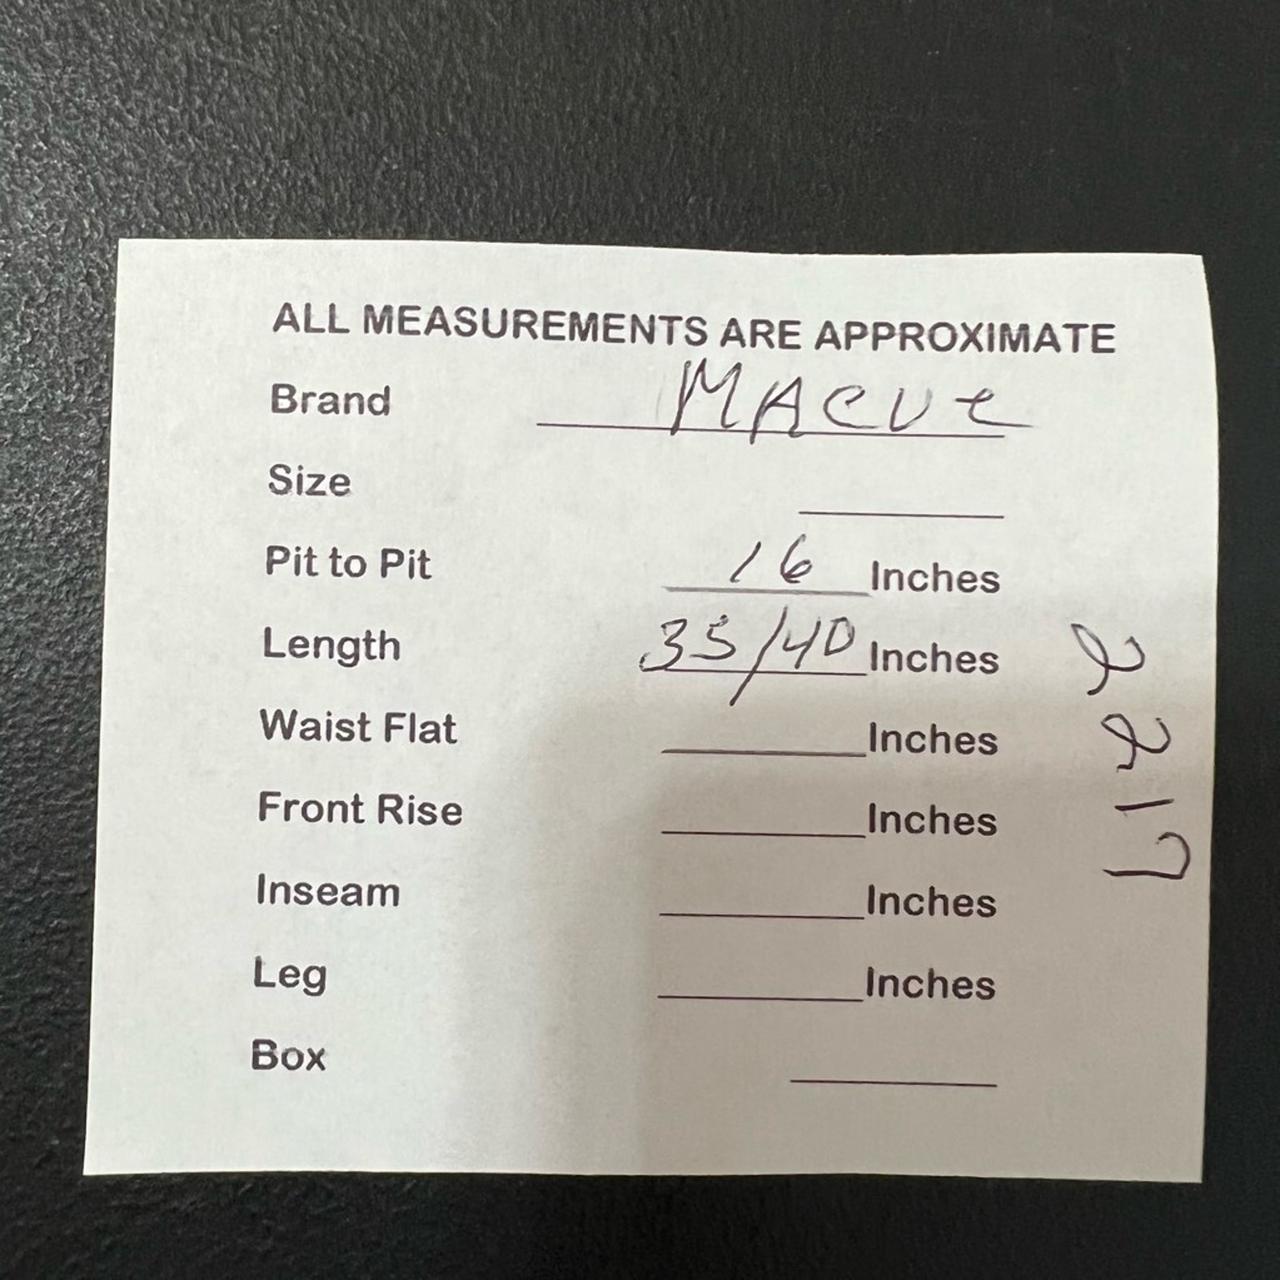 ALL MEASUREMENTS ARE APPROXIMATE
Brand MAeve
Size
Pit to Pit 16 Inches
Length 35/40 Inches
Waist Flat Inches
Front Rise Inches
Inseam Inches
Leg Inches
Box